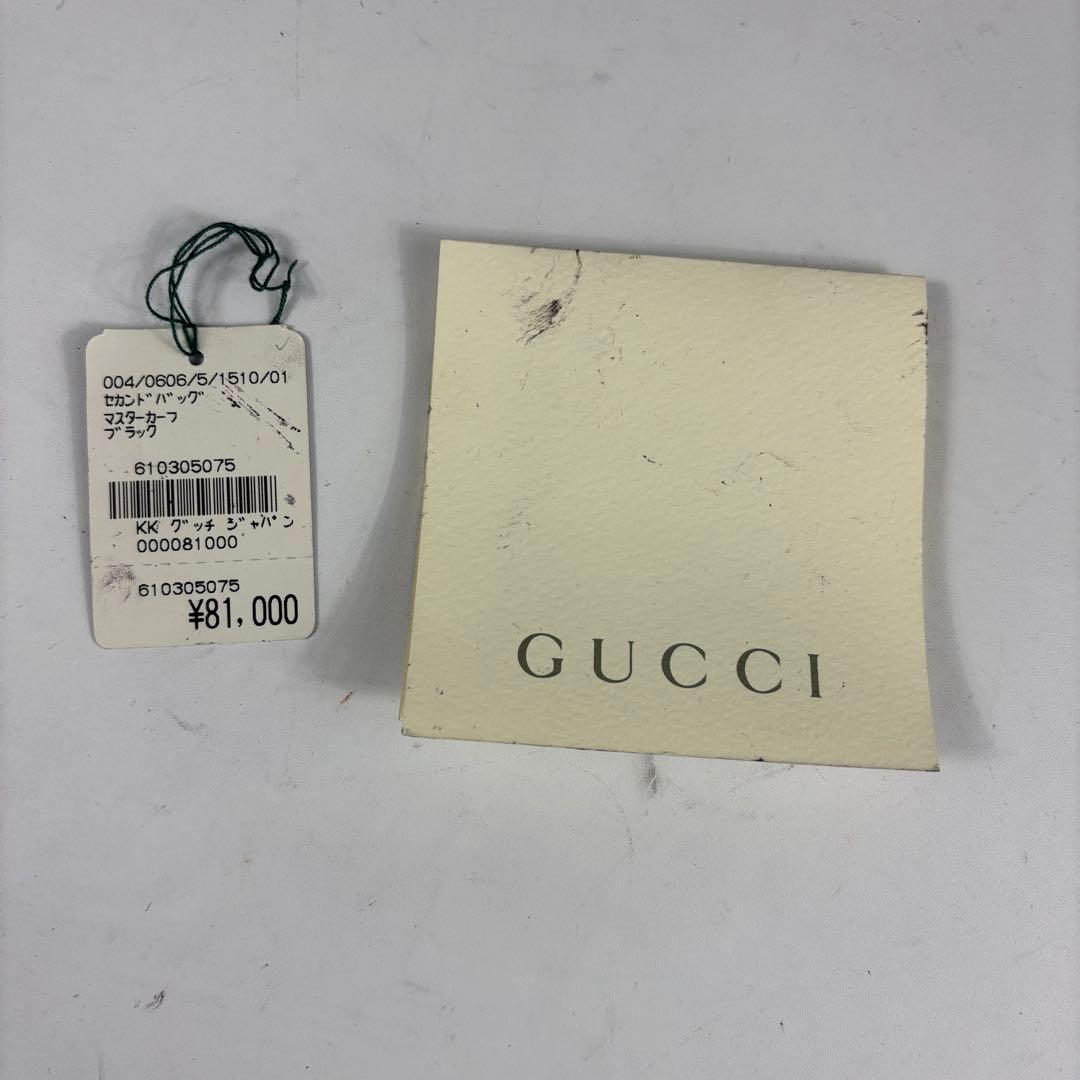 004/0606/5/1510/01
セカンドバッグ
マスターカーフ
ブラック
610305075
KK グッチ ジャパン
000081000
610305075
¥81,000
GUCCI